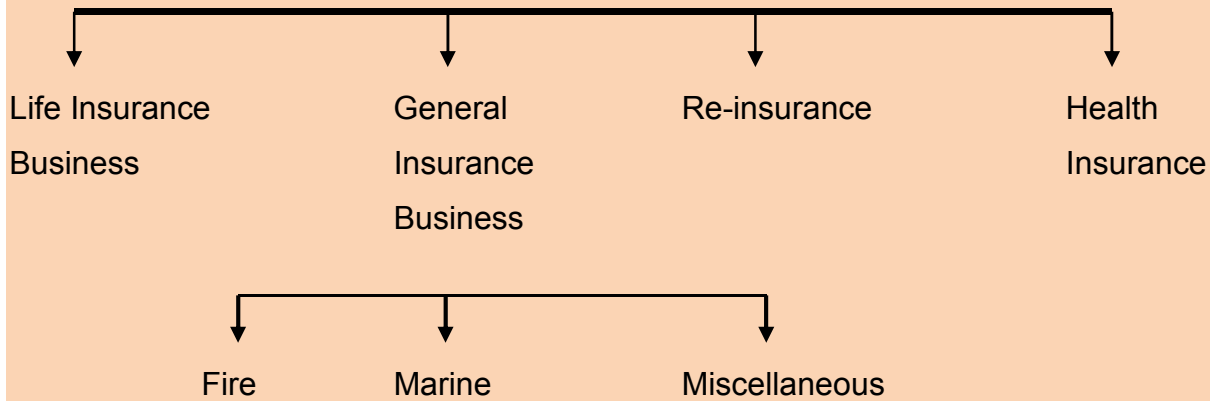 Life Insurance
Business
General
Insurance
Business
Re-insurance
Health
Insurance
Fire
Marine
Miscellaneous